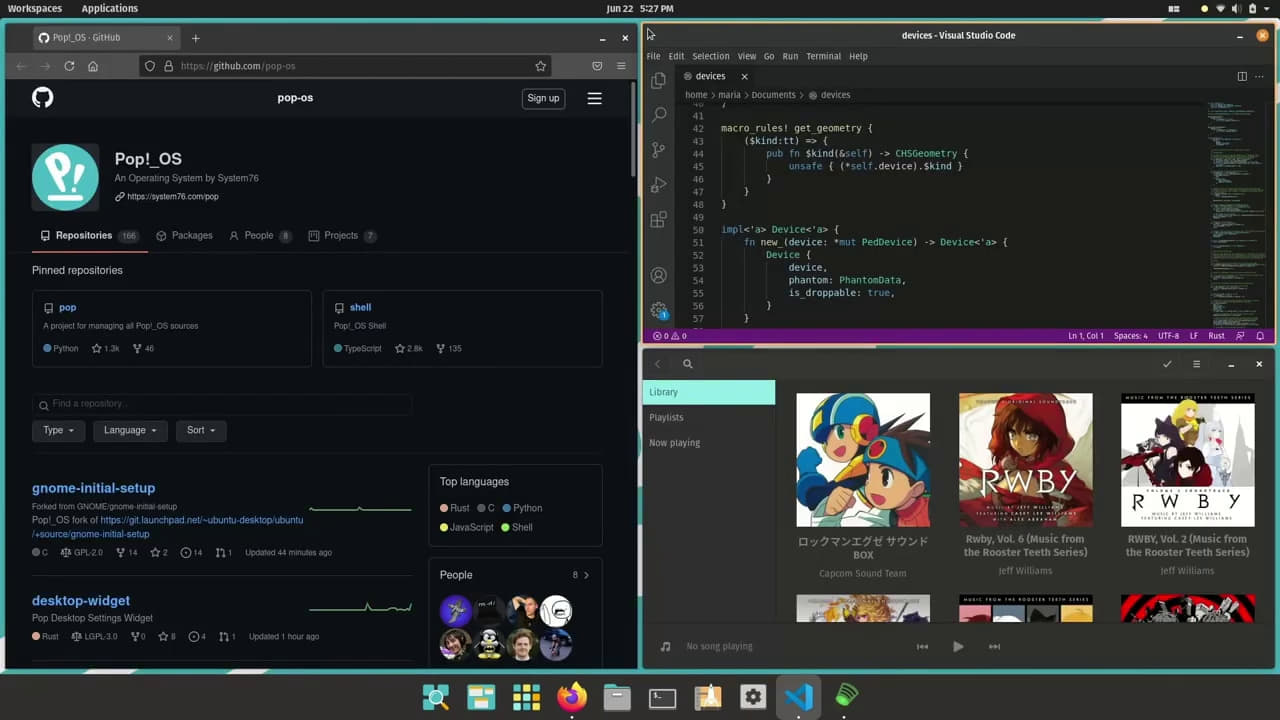 Workspaces Applications Jun 22 5:27 PM
Pop!_OS · GitHub
https://github.com/pop-os
pop-os
Sign up
Pop!_OS
An Operating System by System76
https://system76.com/pop
Repositories 166 Packages People 8 Projects 7
Pinned repositories
pop
A project for managing all Pop!_OS sources
Python 1.3k 46
shell
Pop!_OS Shell
TypeScript 2.8k 135
Find a repository…
Type Language Sort
gnome-initial-setup
Forked from GNOME/gnome-initial-setup
Pop!_OS fork of https://git.launchpad.net/~ubuntu-desktop/ubuntu
/+source/gnome-initial-setup
C GPL-2.0 14 2 14 1 Updated 44 minutes ago
desktop-widget
Pop Desktop Settings Widget
Rust LGPL-3.0 0 8 4 1 Updated 1 hour ago
Top languages
Rust C Python
JavaScript Shell
People 8
devices - Visual Studio Code
File Edit Selection View Go Run Terminal Help
devices
home > maria > Documents > devices
40 }
41
42 macro_rules! get_geometry {
43 ($kind:tt) => {
44 pub fn $kind(&self) -> CHSGeometry {
45 unsafe { (*self.device).$kind }
46 }
47 }
48 }
49
50 impl<'a> Device<'a> {
51 fn new_(device: *mut PedDevice) -> Device<'a> {
52 Device {
53 device,
54 phantom: PhantomData,
55 is_droppable: true,
56 }
57 }
1
0 0 Ln 1, Col 1 Spaces: 4 UTF-8 LF Rust
Library
Playlists
Now playing
RWBY
MUSIC FROM THE ROOSTER TEETH SERIES
RWBY
ロックマンエグゼ サウンド
BOX
Capcom Sound Team
Rwby, Vol. 6 (Music from
the Rooster Teeth Series)
Jeff Williams
RWBY, Vol. 2 (Music from
the Rooster Teeth Series)
Jeff Williams
MUSIC FROM THE ROOSTER TEETH SERIES
No song playing